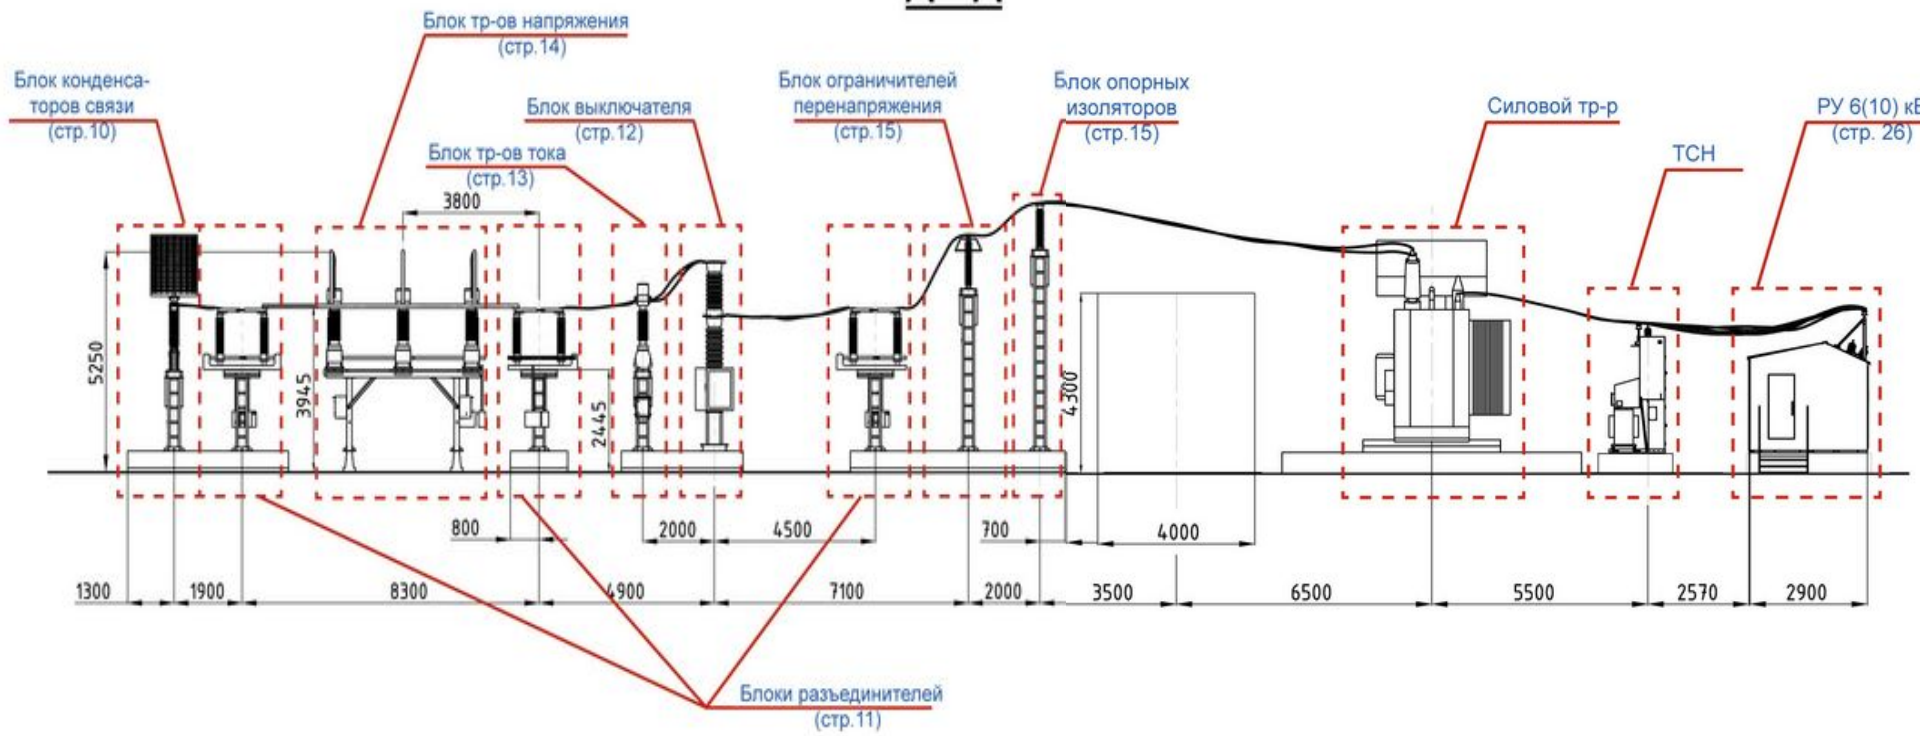 Блок тр-ов напряжения
(стр.14)
Блок конденса-
торов связи
(стр.10)
Блок выключателя
(стр.12)
Блок тр-ов тока
(стр.13)
Блок ограничителей
перенапряжения
(стр.15)
Блок опорных
изоляторов
(стр.15)
Силовой тр-р
РУ 6(10) кВ
(стр. 26)
ТСН
3800
5250
3945
2445
4300
800
2000
4500
700
4000
1300
1900
8300
4900
7100
2000
3500
6500
5500
2570
2900
Блоки разъединителей
(стр.11)